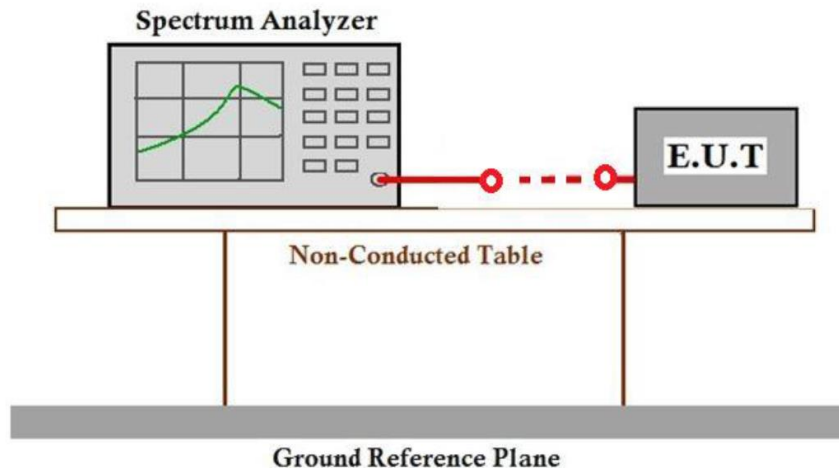 Spectrum Analyzer
E.U.T
Non-Conducted Table
Ground Reference Plane